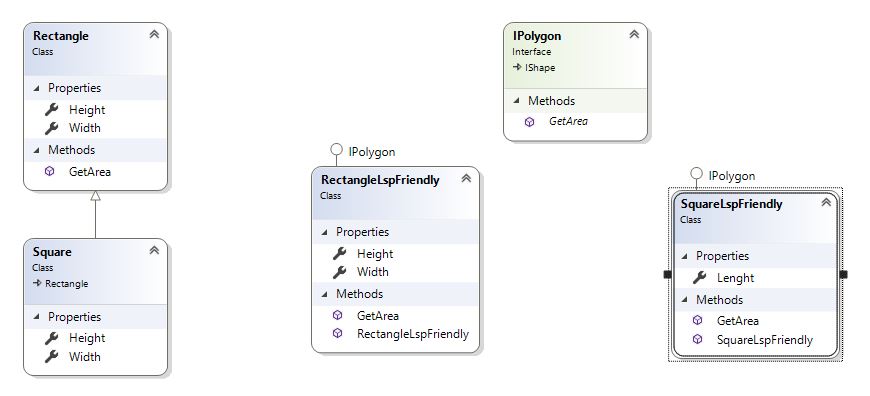 Rectangle
Class
Properties
Height
Width
Methods
GetArea
Square
Class
Rectangle
Properties
Height
Width
IPolygon
RectangleLspFriendly
Class
Properties
Height
Width
Methods
GetArea
RectangleLspFriendly
IPolygon
Interface
IShape
Methods
GetArea
IPolygon
SquareLspFriendly
Class
Properties
Lenght
Methods
GetArea
SquareLspFriendly